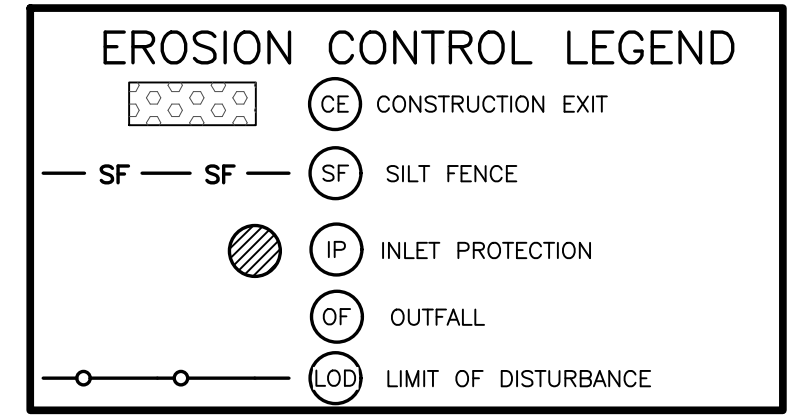 EROSION CONTROL LEGEND
CE CONSTRUCTION EXIT
SF SF SF SILT FENCE
IP INLET PROTECTION
OF OUTFALL
LOD LIMIT OF DISTURBANCE